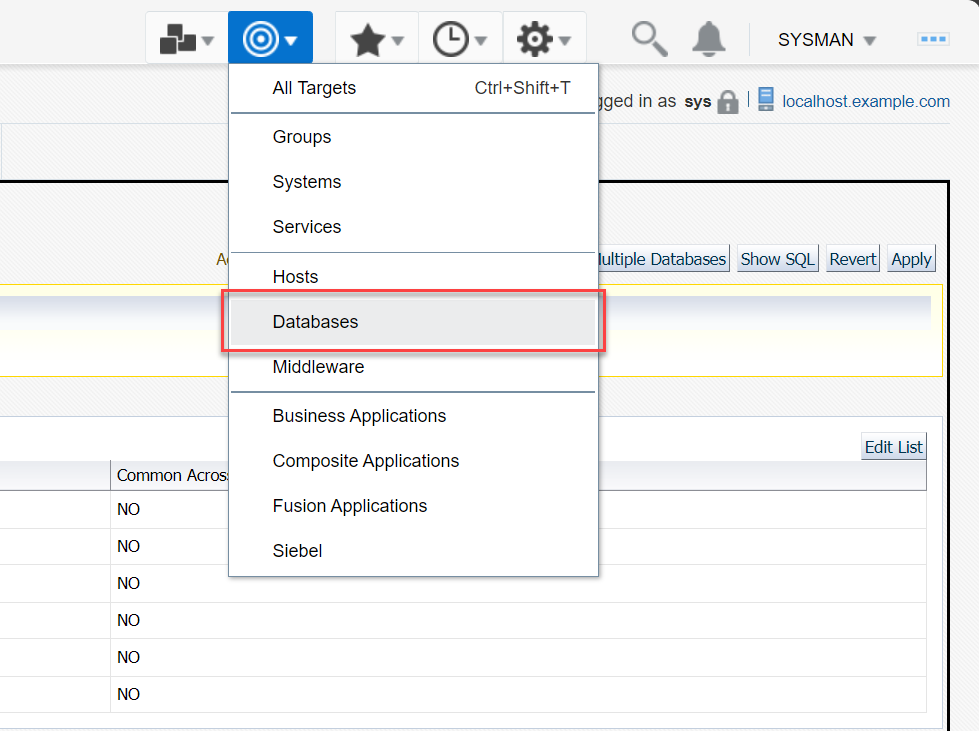 SYSMAN
All Targets Ctrl+Shift+T
gged in as sys localhost.example.com
Groups
Systems
Services
Multiple Databases Show SQL Revert Apply
Hosts
Databases
Middleware
Business Applications
Edit List
Composite Applications
Common Across
Fusion Applications
NO
Siebel
NO
NO
NO
NO
NO